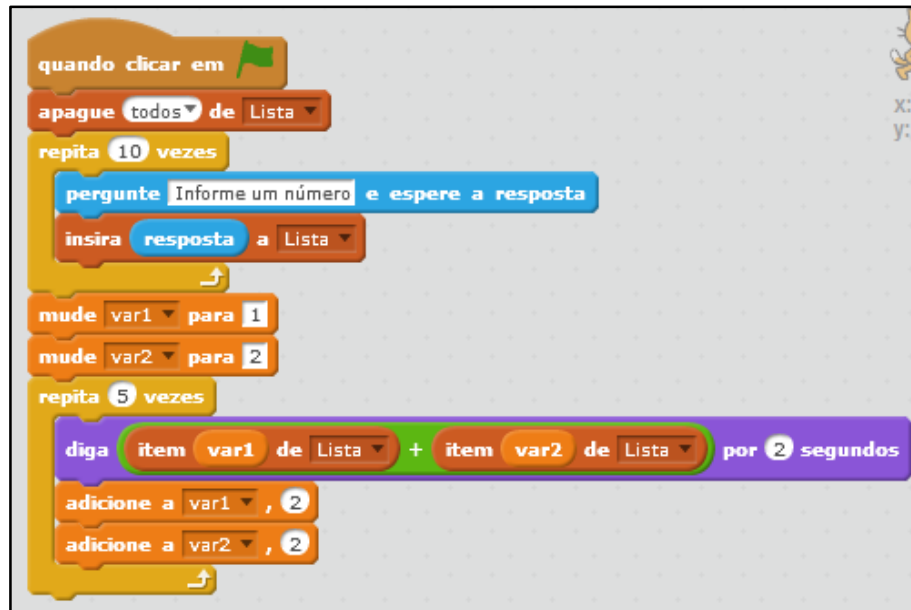 quando clicar em
apague todos de Lista
x:
repita 10 vezes
y:
pergunte Informe um número e espere a resposta
insira resposta a Lista
mude var1 para 1
mude var2 para 2
repita 5 vezes
diga item var1 de Lista + item var2 de Lista por 2 segundos
adicione a var1 , 2
adicione a var2 , 2